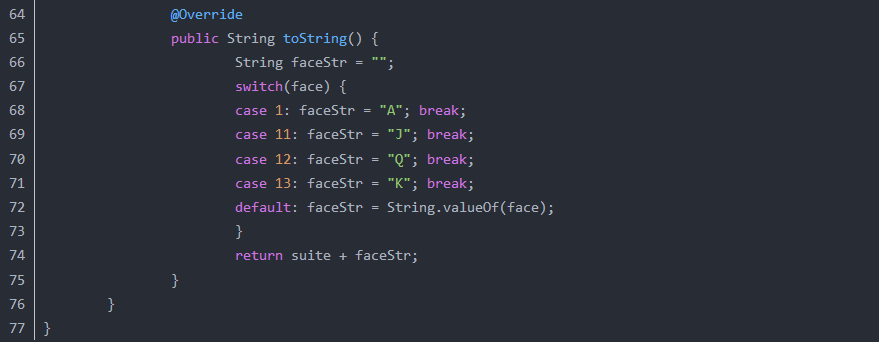 64 @Override
65 public String toString() {
66 String faceStr = "";
67 switch(face) {
68 case 1: faceStr = "A"; break;
69 case 11: faceStr = "J"; break;
70 case 12: faceStr = "Q"; break;
71 case 13: faceStr = "K"; break;
72 default: faceStr = String.valueOf(face);
73 }
74 return suite + faceStr;
75 }
76 }
77 }